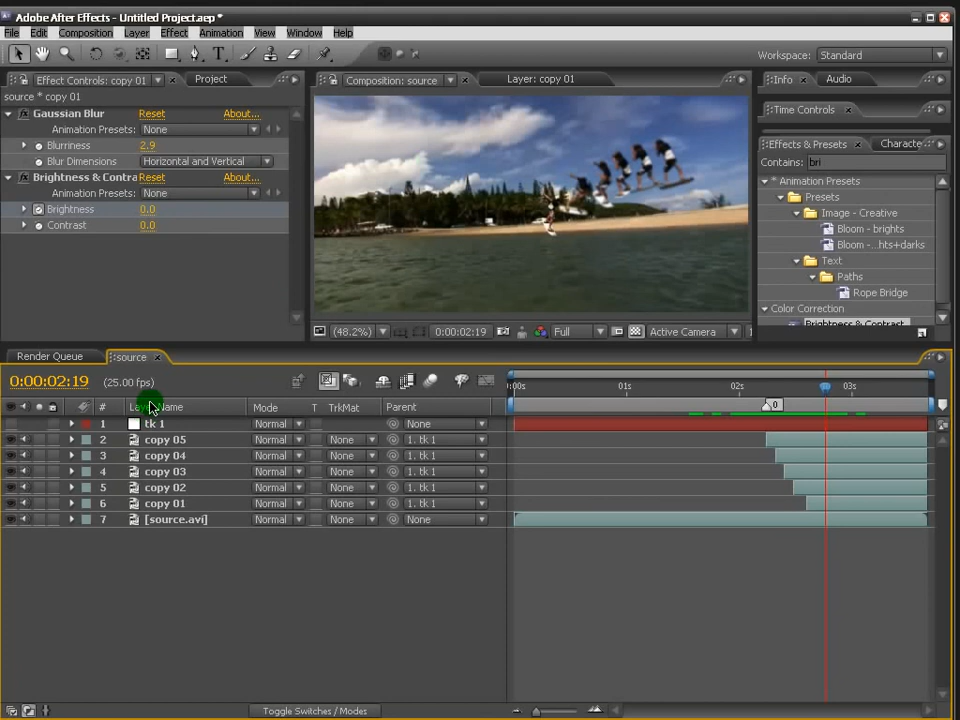 Adobe After Effects - Untitled Project.aep *
File Edit Composition Layer Effect Animation View Window Help
Workspace: Standard
Effect Controls: copy 01 Project
Composition: source Layer: copy 01
Info Audio
source * copy 01
Gaussian Blur Reset About...
Animation Presets: None
Blurriness 2.9
Blur Dimensions Horizontal and Vertical
Brightness & Contra Reset About...
Animation Presets: None
Brightness 0.0
Contrast 0.0
Time Controls
Effects & Presets Characte
Contains: bri
* Animation Presets
Presets
Image - Creative
Bloom - brights
Bloom - ...hts+darks
Text
Paths
Rope Bridge
Color Correction
Brightness & Contrast
(48.2%) 0:00:02:19 Full Active Camera 1
Render Queue source
0:00:02:19 (25.00 fps)
:00s 01s 02s 03s
# Layer Name Mode T TrkMat Parent
0
1 tk 1 Normal None
2 copy 05 Normal None 1. tk 1
3 copy 04 Normal None 1. tk 1
4 copy 03 Normal None 1. tk 1
5 copy 02 Normal None 1. tk 1
6 copy 01 Normal None 1. tk 1
7 [source.avi] Normal None None
Toggle Switches / Modes